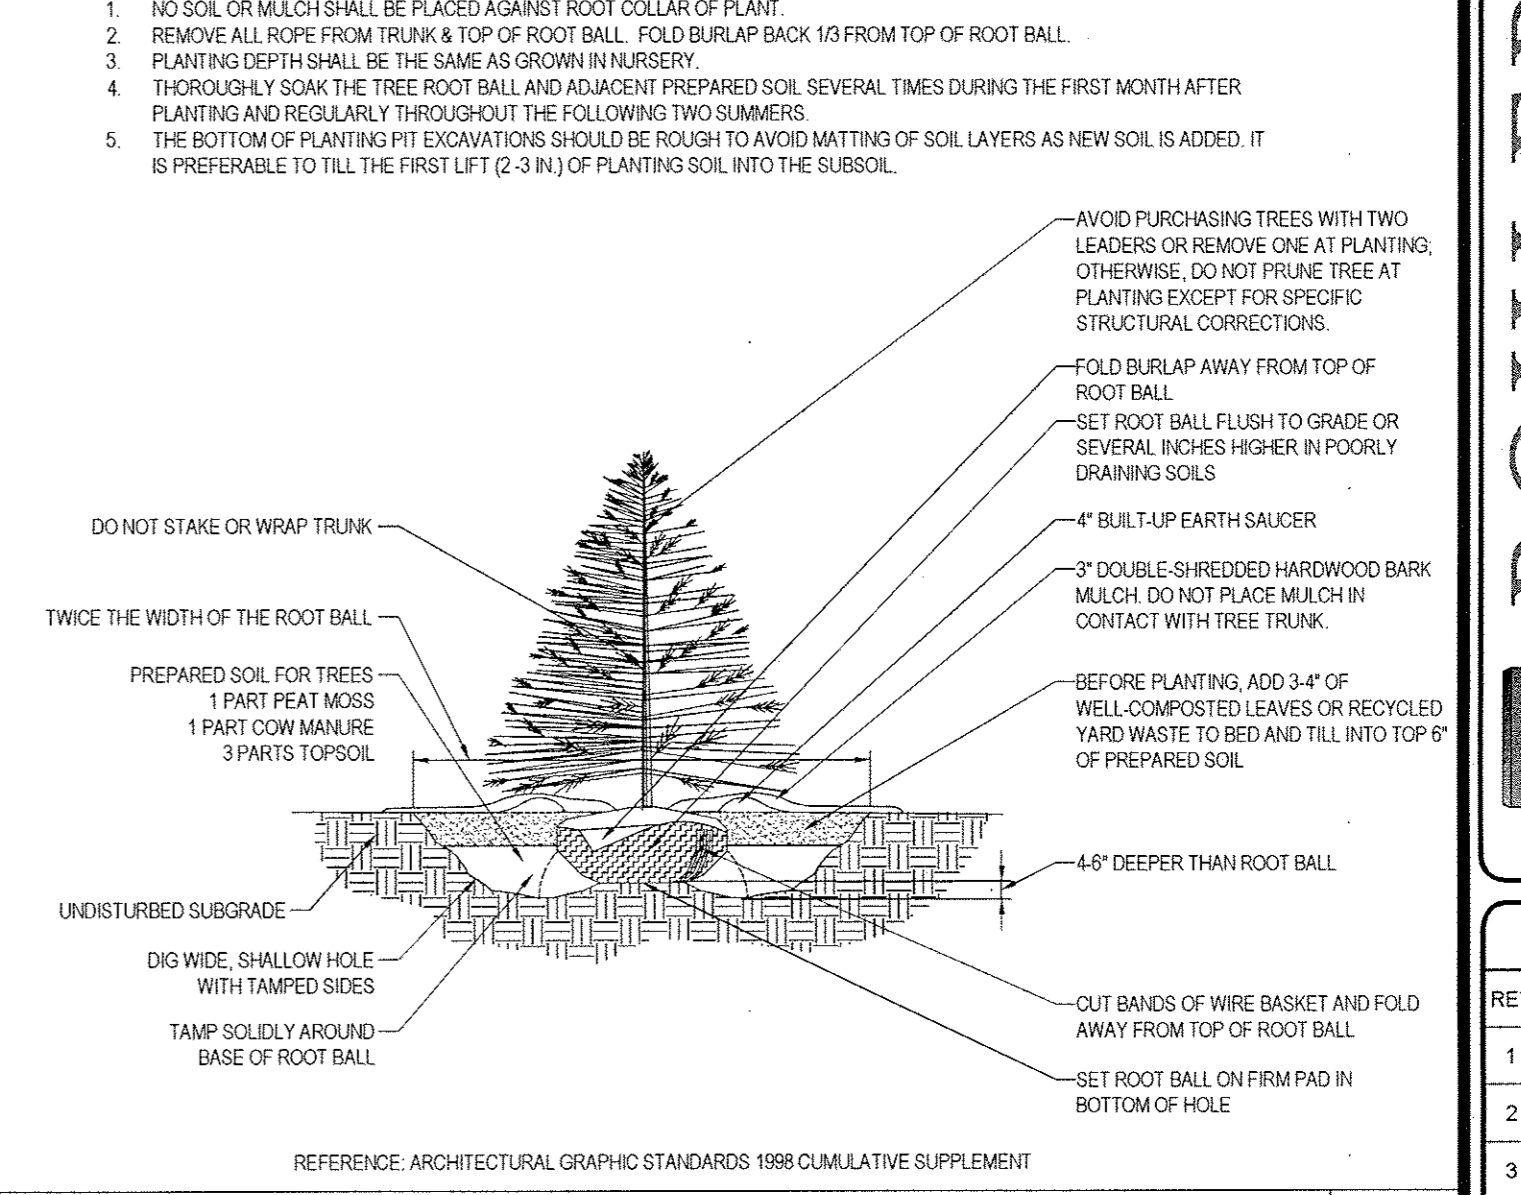 1. NO SOIL OR MULCH SHALL BE PLACED AGAINST ROOT COLLAR OF PLANT.
2. REMOVE ALL ROPE FROM TRUNK & TOP OF ROOT BALL. FOLD BURLAP BACK 1/3 FROM TOP OF ROOT BALL.
3. PLANTING DEPTH SHALL BE THE SAME AS GROWN IN NURSERY.
4. THOROUGHLY SOAK THE TREE ROOT BALL AND ADJACENT PREPARED SOIL SEVERAL TIMES DURING THE FIRST MONTH AFTER
PLANTING AND REGULARLY THROUGHOUT THE FOLLOWING TWO SUMMERS.
5. THE BOTTOM OF PLANTING PIT EXCAVATIONS SHOULD BE ROUGH TO AVOID MATTING OF SOIL LAYERS AS NEW SOIL IS ADDED. IT
IS PREFERABLE TO TILL THE FIRST LIFT (2 -3 IN.) OF PLANTING SOIL INTO THE SUBSOIL.
AVOID PURCHASING TREES WITH TWO
LEADERS OR REMOVE ONE AT PLANTING;
OTHERWISE, DO NOT PRUNE TREE AT
PLANTING EXCEPT FOR SPECIFIC
STRUCTURAL CORRECTIONS.
FOLD BURLAP AWAY FROM TOP OF
ROOT BALL
SET ROOT BALL FLUSH TO GRADE OR
SEVERAL INCHES HIGHER IN POORLY
DRAINING SOILS
4" BUILT-UP EARTH SAUCER
3" DOUBLE-SHREDDED HARDWOOD BARK
MULCH. DO NOT PLACE MULCH IN
CONTACT WITH TREE TRUNK.
BEFORE PLANTING, ADD 3-4" OF
WELL-COMPOSTED LEAVES OR RECYCLED
YARD WASTE TO BED AND TILL INTO TOP 6"
OF PREPARED SOIL
4-6" DEEPER THAN ROOT BALL
CUT BANDS OF WIRE BASKET AND FOLD
AWAY FROM TOP OF ROOT BALL
SET ROOT BALL ON FIRM PAD IN
BOTTOM OF HOLE
DO NOT STAKE OR WRAP TRUNK
TWICE THE WIDTH OF THE ROOT BALL
PREPARED SOIL FOR TREES
1 PART PEAT MOSS
1 PART COW MANURE
3 PARTS TOPSOIL
UNDISTURBED SUBGRADE
DIG WIDE, SHALLOW HOLE
WITH TAMPED SIDES
TAMP SOLIDLY AROUND
BASE OF ROOT BALL
REFERENCE: ARCHITECTURAL GRAPHIC STANDARDS 1998 CUMULATIVE SUPPLEMENT
RE
1
2
3